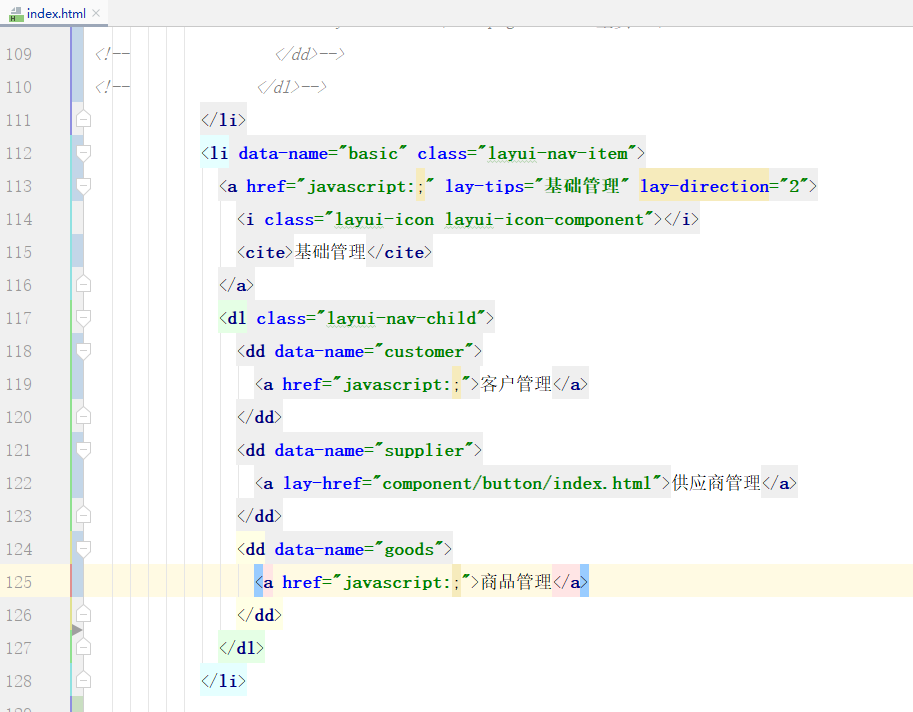 index.html
109 <!-- </dd>-->
110 <!-- </dl>-->
111 </li>
112 <li data-name="basic" class="layui-nav-item">
113 <a href="javascript:;" lay-tips="基础管理" lay-direction="2">
114 <i class="layui-icon layui-icon-component"></i>
115 <cite>基础管理</cite>
116 </a>
117 <dl class="layui-nav-child">
118 <dd data-name="customer">
119 <a href="javascript:;">客户管理</a>
120 </dd>
121 <dd data-name="supplier">
122 <a lay-href="component/button/index.html">供应商管理</a>
123 </dd>
124 <dd data-name="goods">
125 <a href="javascript:;">商品管理</a>
126 </dd>
127 </dl>
128 </li>